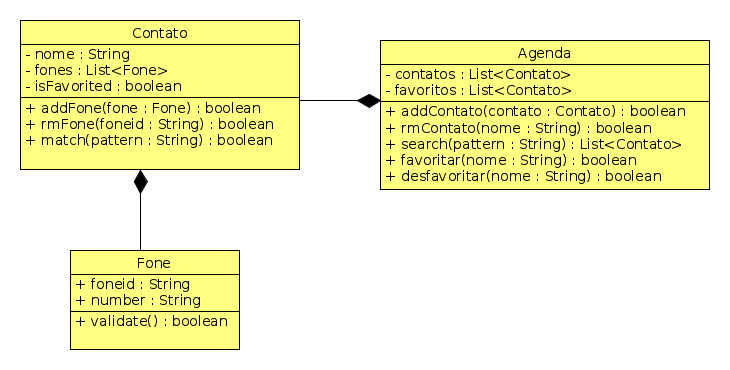 Contato
- nome : String
- fones : List<Fone>
- isFavorited : boolean
+ addFone(fone : Fone) : boolean
+ rmFone(foneid : String) : boolean
+ match(pattern : String) : boolean
Agenda
- contatos : List<Contato>
- favoritos : List<Contato>
+ addContato(contato : Contato) : boolean
+ rmContato(nome : String) : boolean
+ search(pattern : String) : List<Contato>
+ favoritar(nome : String) : boolean
+ desfavoritar(nome : String) : boolean
Fone
+ foneid : String
+ number : String
+ validate() : boolean